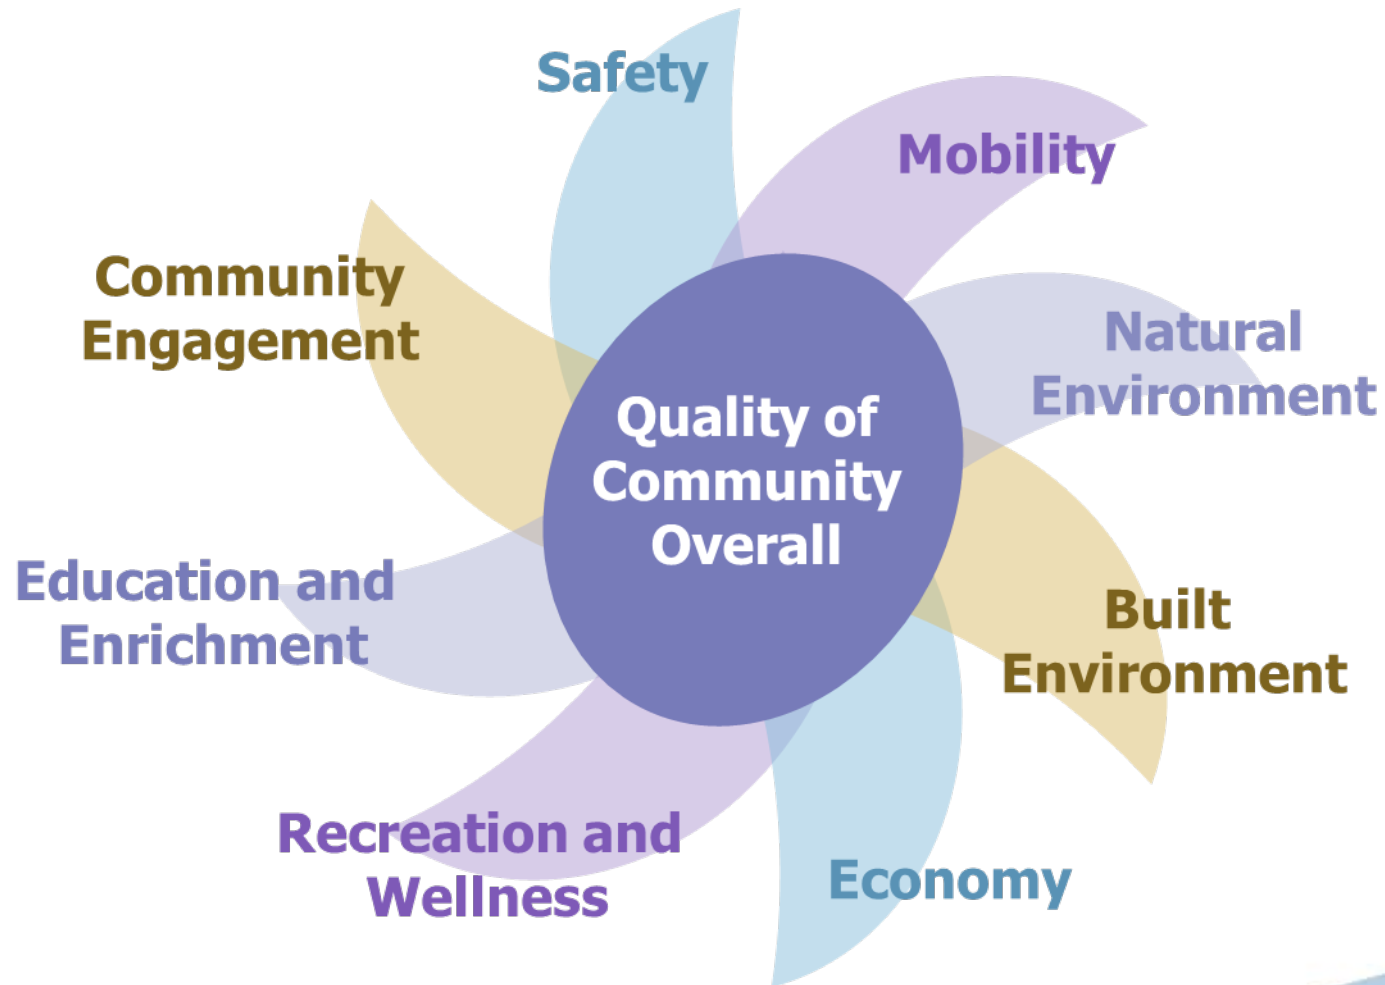 Safety
Mobility
Community
Engagement
Natural
Environment
Quality of
Community
Overall
Education and
Enrichment
Built
Environment
Recreation and
Wellness
Economy